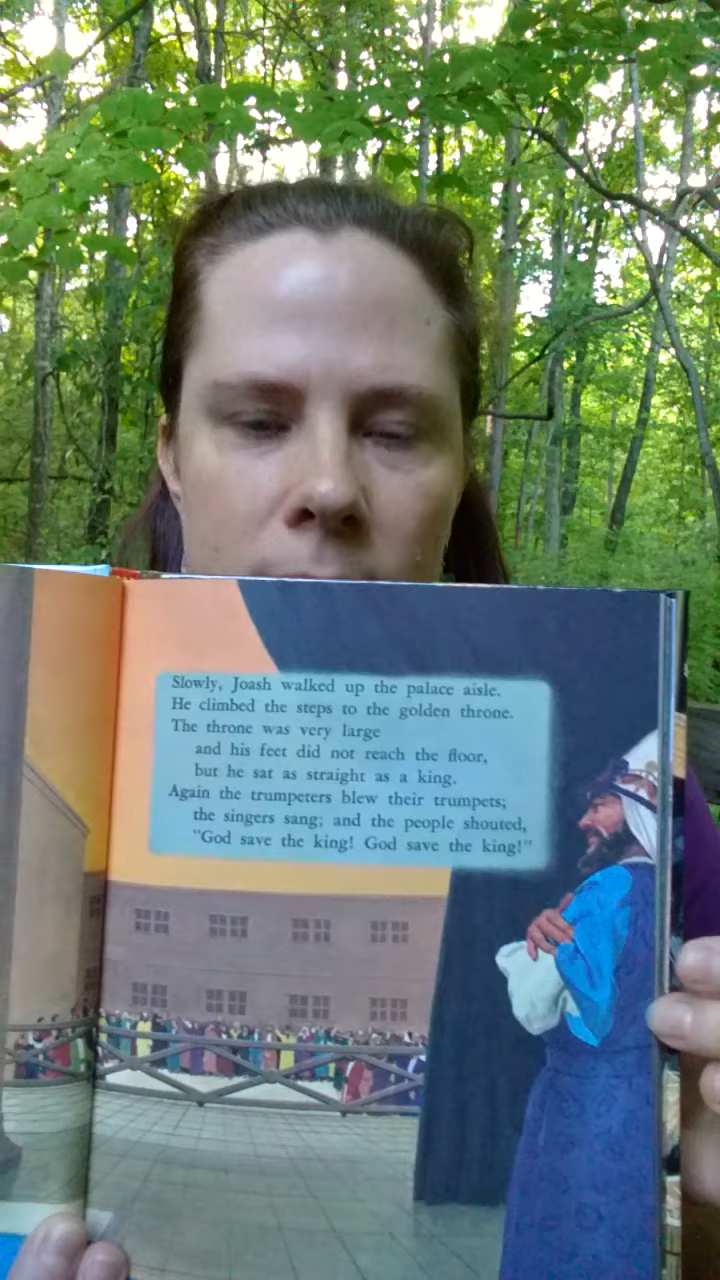 Slowly, Joash walked up the palace aisle.
He climbed the steps to the golden throne.
The throne was very large
and his feet did not reach the floor,
but he sat as straight as a king.
Again the trumpeters blew their trumpets;
the singers sang; and the people shouted,
"God save the king! God save the king!"